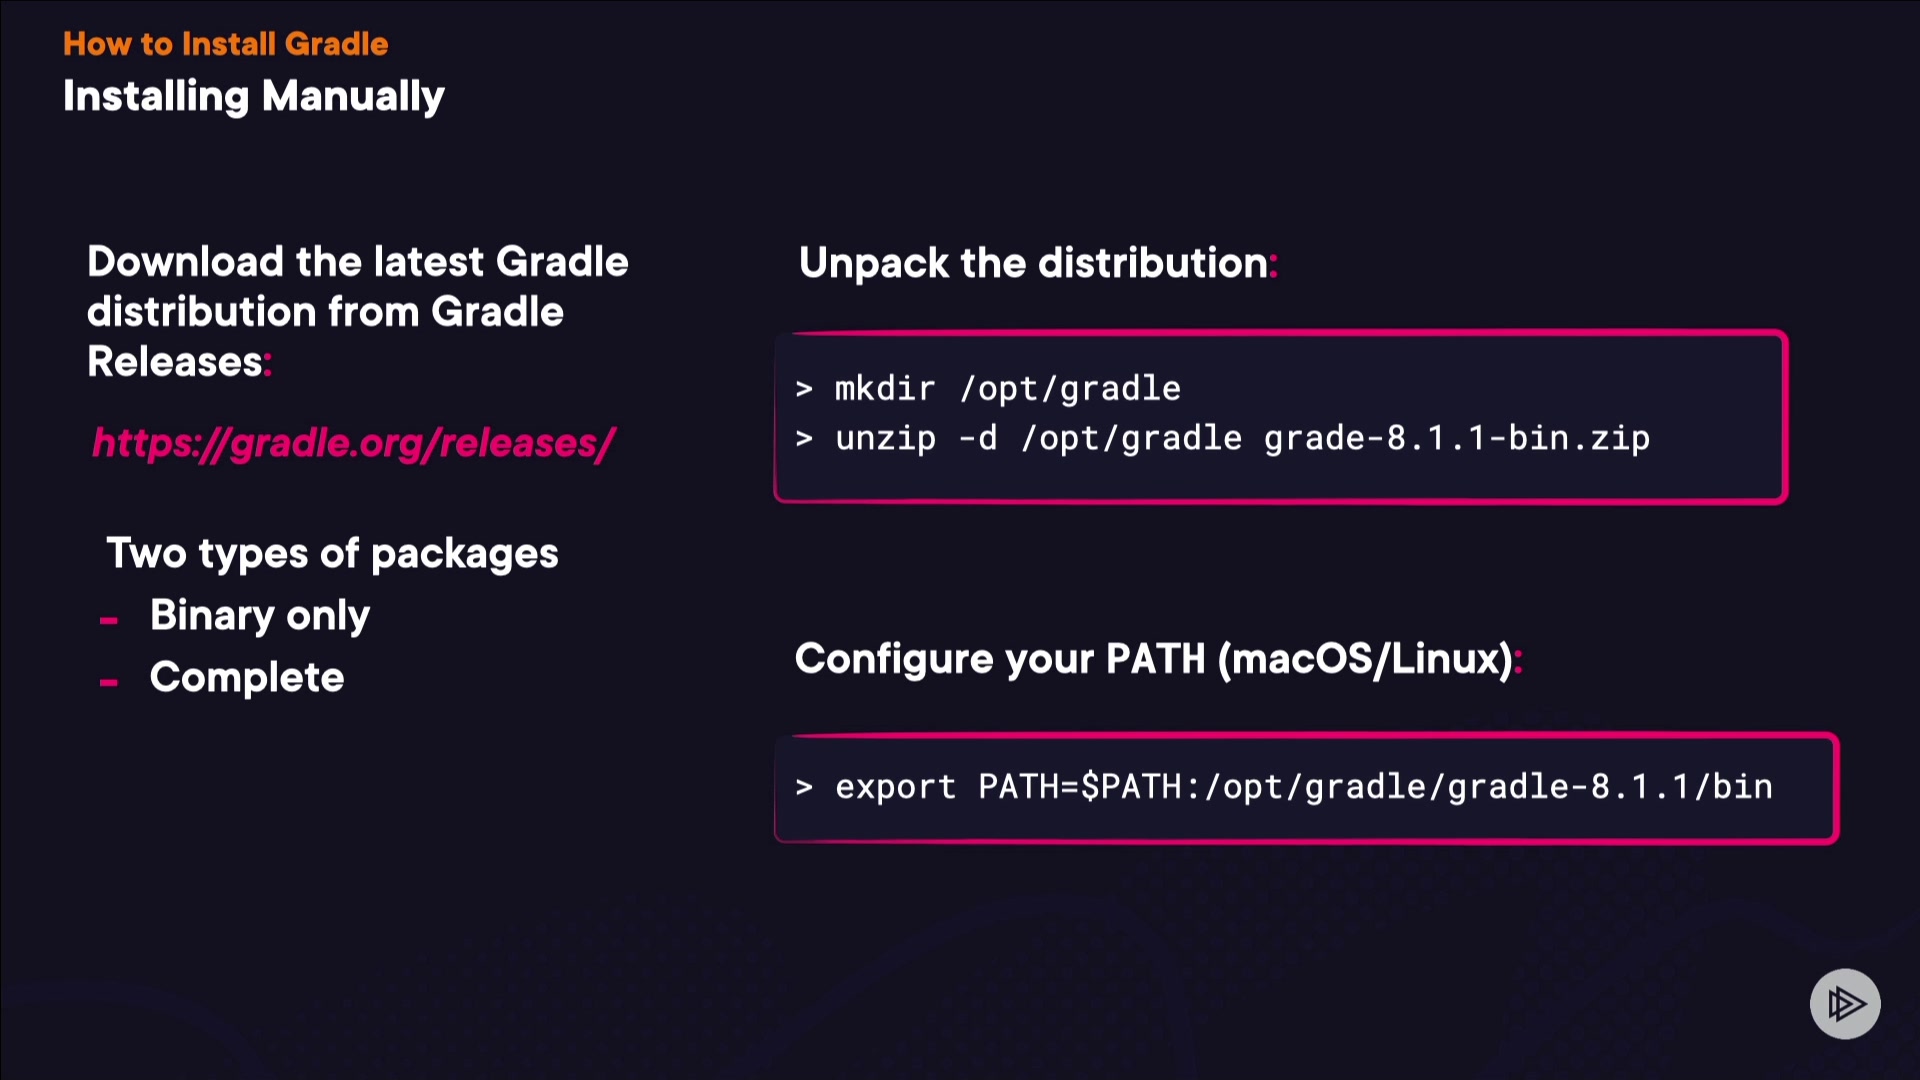 How to Install Gradle
Installing Manually
Download the latest Gradle
distribution from Gradle
Releases:
https://gradle.org/releases/
Two types of packages
- Binary only
- Complete
Unpack the distribution:
> mkdir /opt/gradle
> unzip -d /opt/gradle grade-8.1.1-bin.zip
Configure your PATH (macOS/Linux):
> export PATH=$PATH:/opt/gradle/gradle-8.1.1/bin